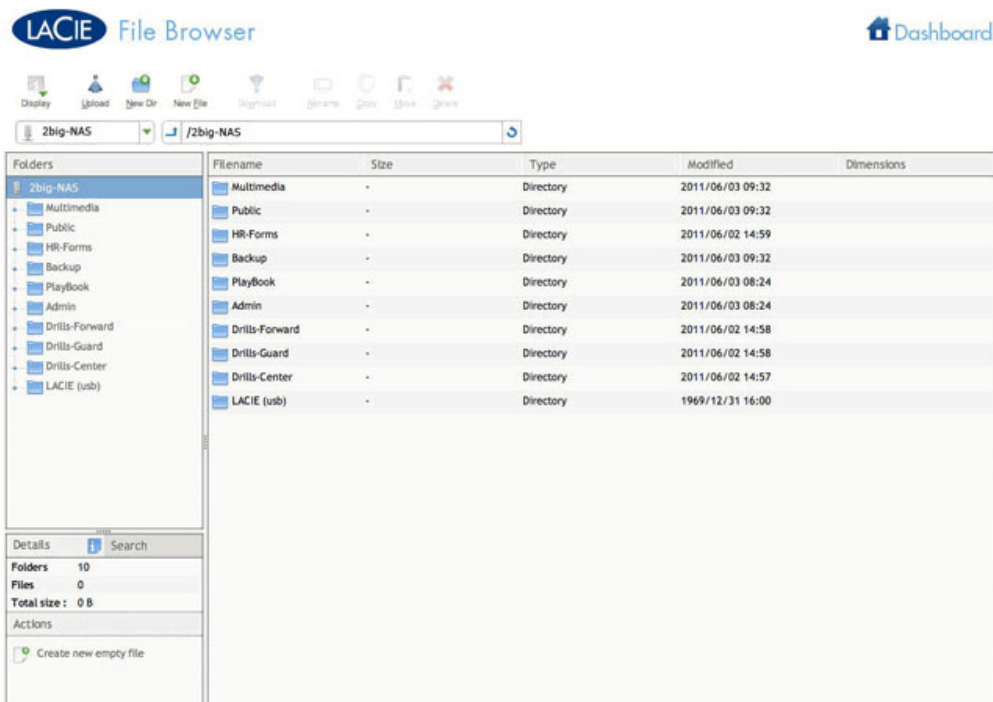 LACIE File Browser
Dashboard
Display Upload New Dir New File Download Rename Copy Move Delete
2big-NAS /2big-NAS
Folders
2big-NAS
Multimedia
Public
HR-Forms
Backup
PlayBook
Admin
Drills-Forward
Drills-Guard
Drills-Center
LACIE (usb)
Filename Size Type Modified Dimensions
Multimedia - Directory 2011/06/03 09:32
Public - Directory 2011/06/03 09:32
HR-Forms - Directory 2011/06/02 14:59
Backup - Directory 2011/06/03 09:32
PlayBook - Directory 2011/06/03 08:24
Admin - Directory 2011/06/03 08:24
Drills-Forward - Directory 2011/06/02 14:58
Drills-Guard - Directory 2011/06/02 14:58
Drills-Center - Directory 2011/06/02 14:57
LACIE (usb) - Directory 1969/12/31 16:00
Details Search
Folders 10
Files 0
Total size : 0 B
Actions
Create new empty file